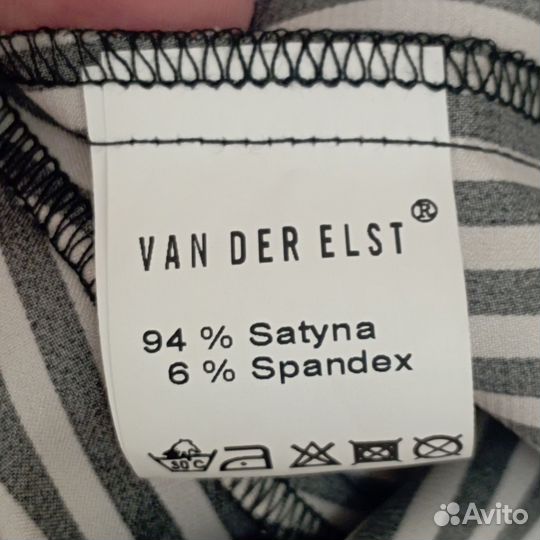 VAN DER ELST®
94 % Satyna
6 % Spandex
30°C
Avito